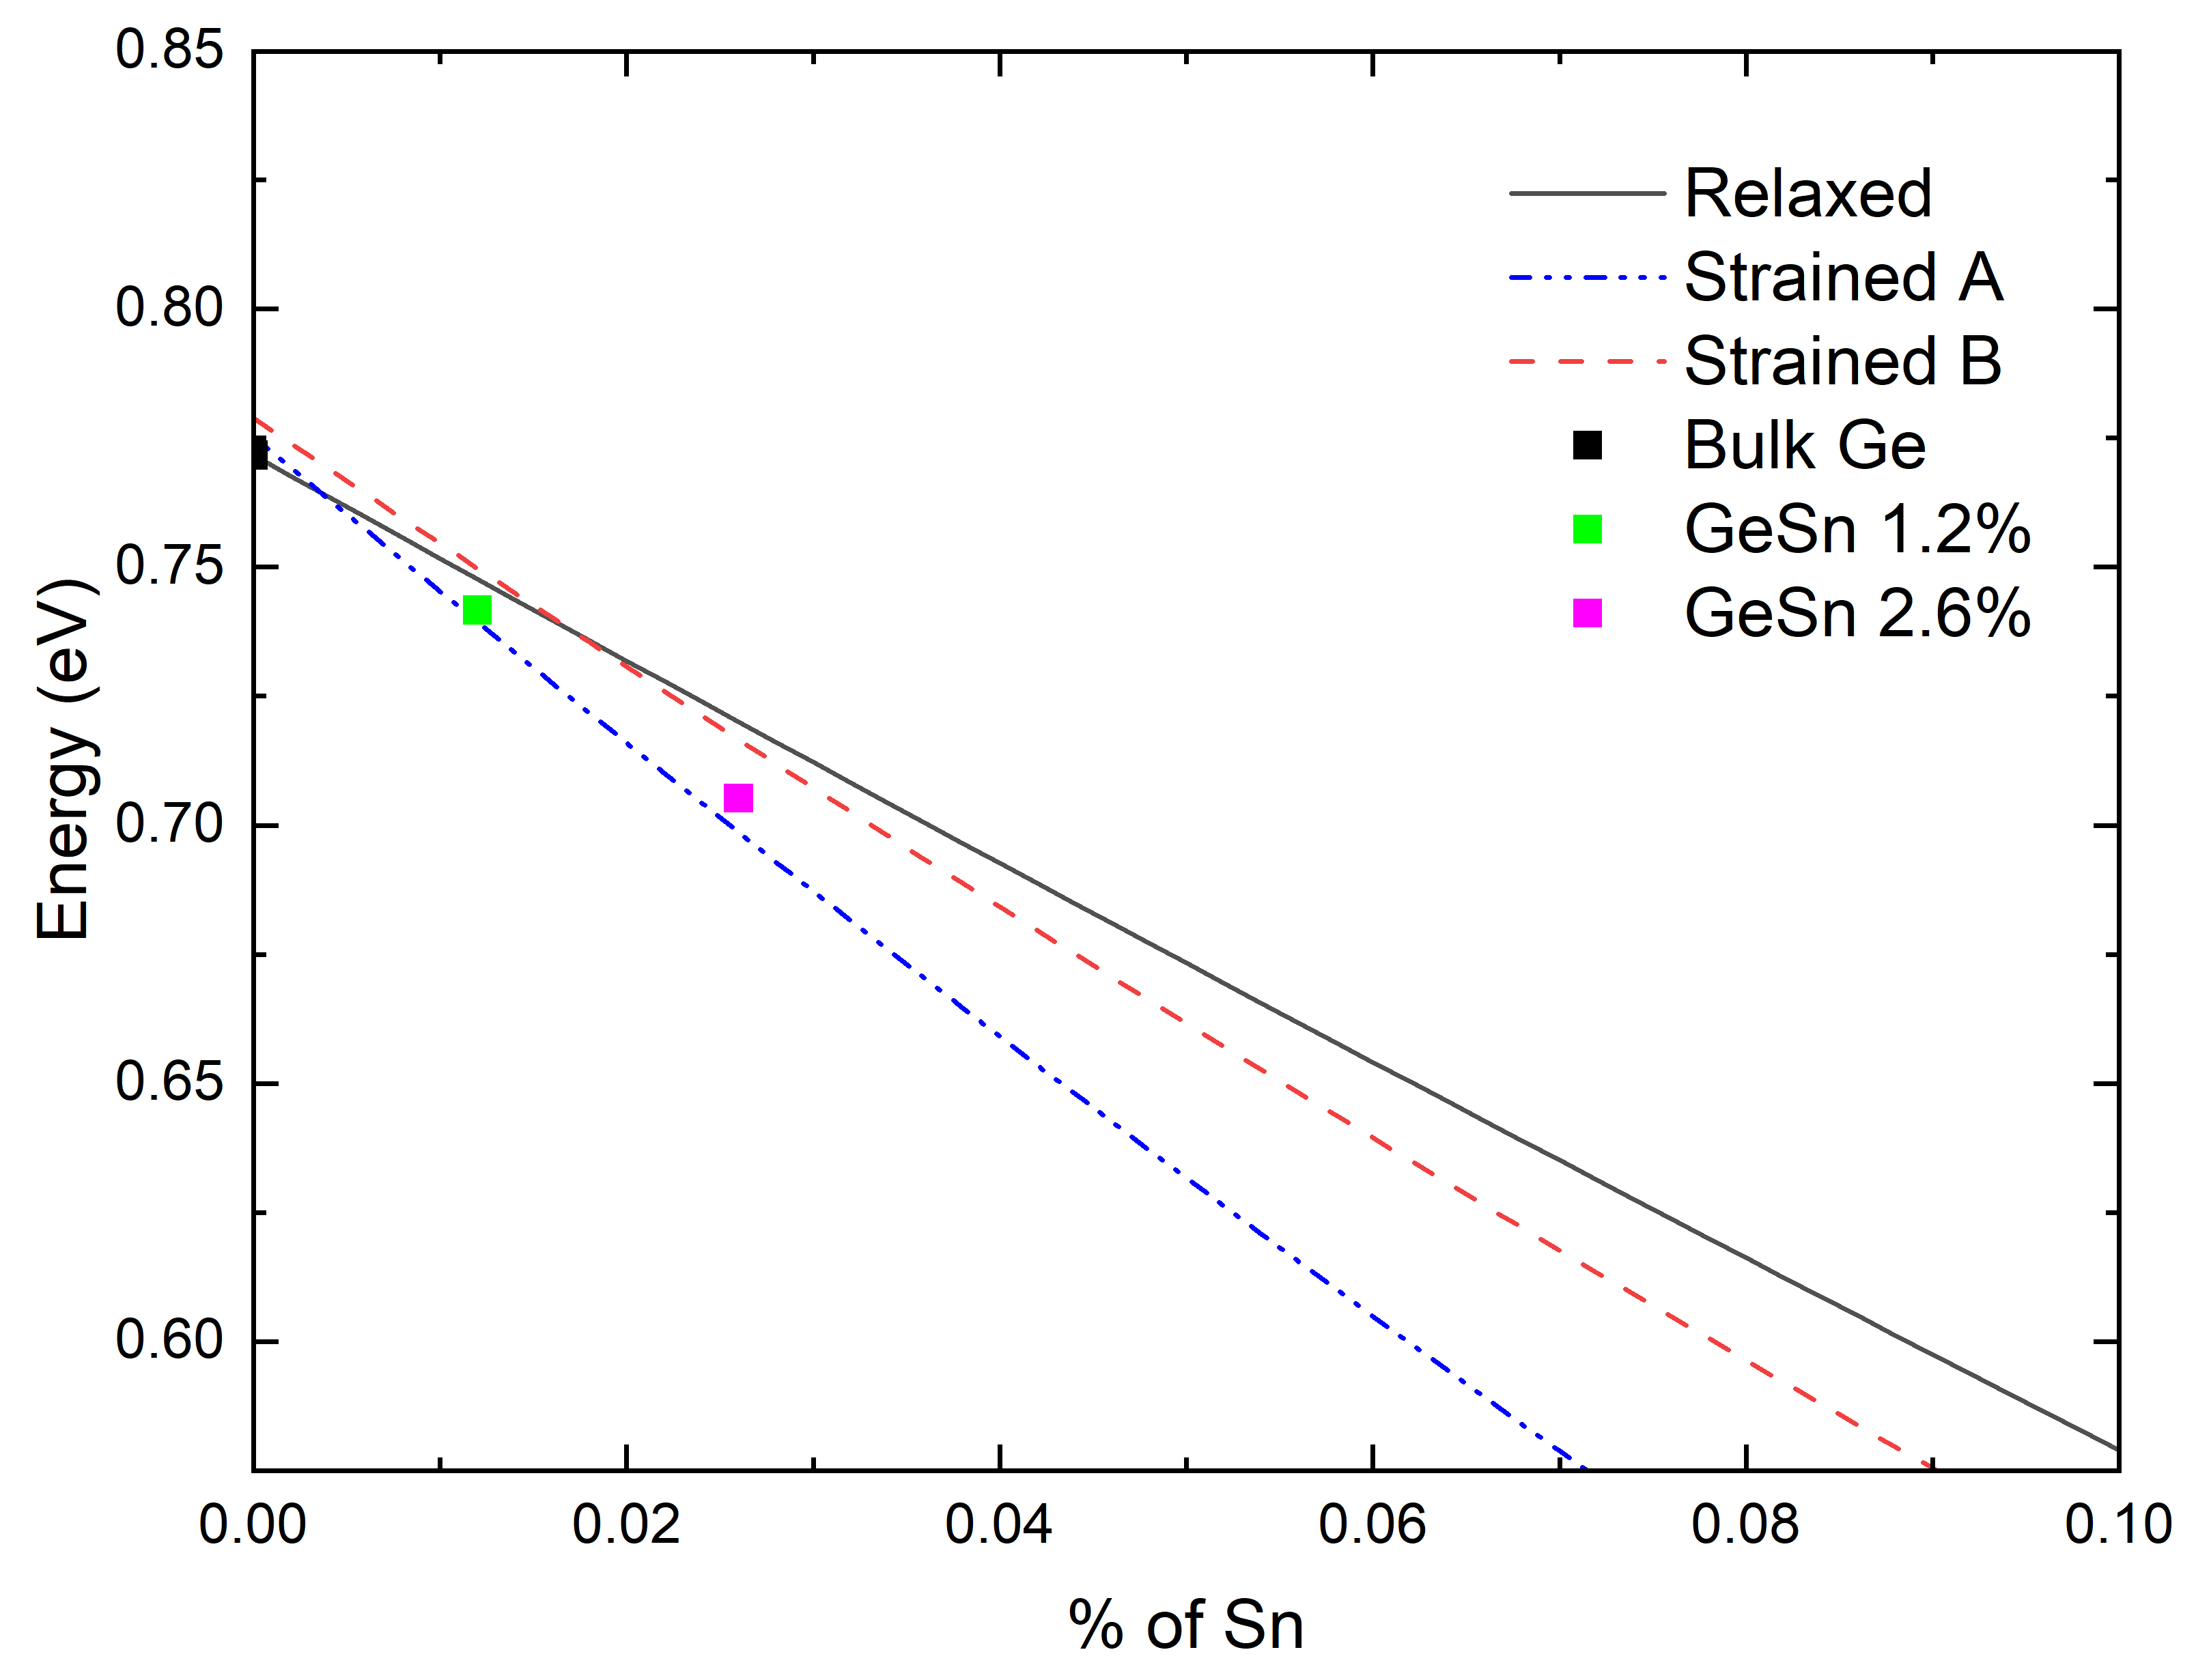 0.85
0.80
0.75
0.70
0.65
0.60
Energy (eV)
Relaxed
Strained A
Strained B
Bulk Ge
GeSn 1.2%
GeSn 2.6%
0.00
0.02
0.04
0.06
0.08
0.10
% of Sn